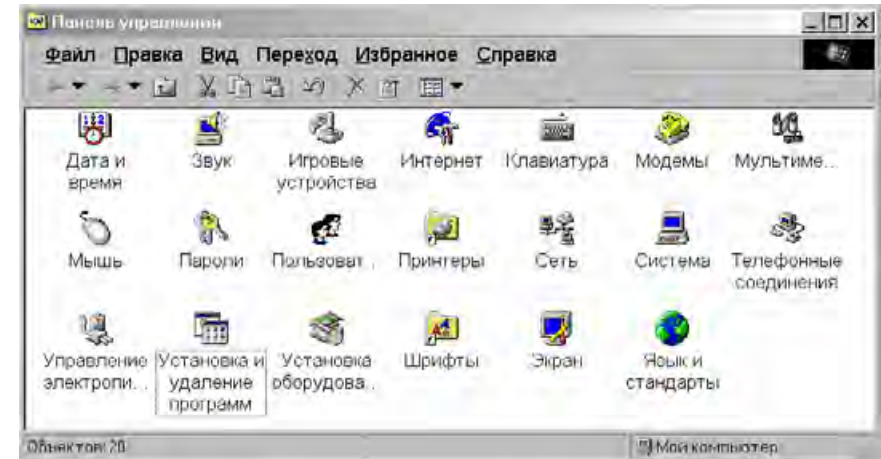 Панель управления
Файл Правка Вид Переход Избранное Справка
Дата и время
Звук
Игровые устройства
Интернет
Клавиатура
Модемы
Мультиме...
Мышь
Пароли
Пользоват...
Принтеры
Сеть
Система
Телефонные соединения
Управление электропи...
Установка и удаление программ
Установка оборудова...
Шрифты
Экран
Язык и стандарты
Объектов: 20
Мой компьютер